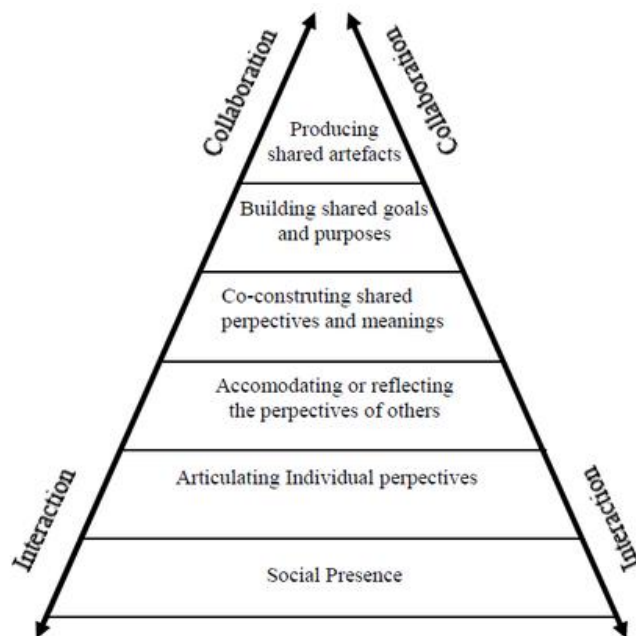 Collaboration
Collaboration
Producing
shared artefacts
Building shared goals
and purposes
Co-construting shared
perpectives and meanings
Accomodating or reflecting
the perpectives of others
Articulating Individual perpectives
Interaction
Interaction
Social Presence